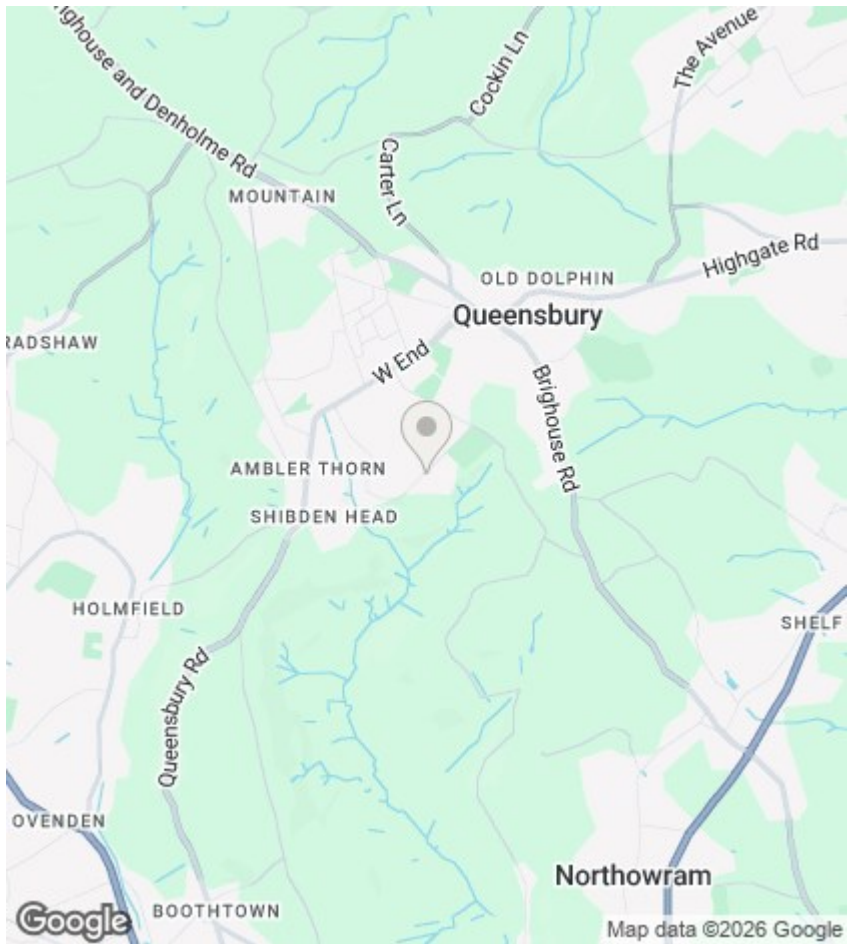 ghouse and Denholme Rd
Cockin Ln
The Avenue
Carter Ln
MOUNTAIN
Highgate Rd
OLD DOLPHIN
Queensbury
RADSHAW
W End
Brighouse Rd
AMBLER THORN
SHIBDEN HEAD
HOLMFIELD
SHELF
Queensbury Rd
OVENDEN
Northowram
BOOTHTOWN
Google
Map data ©2026 Google